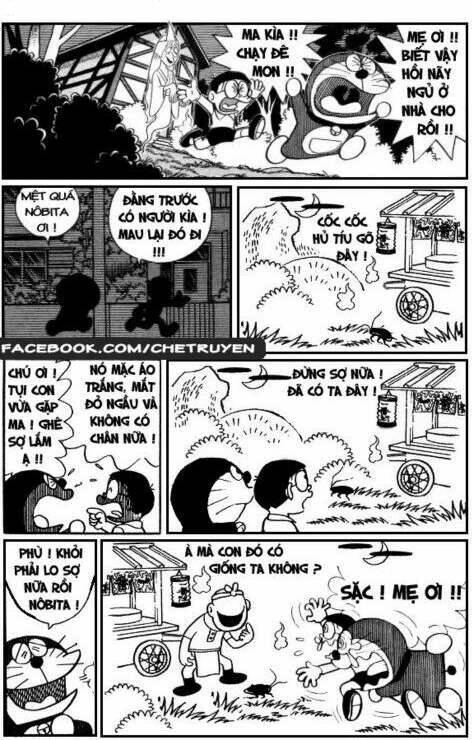 MA KÌA !!
CHẠY ĐÊ
MON !!
MẸ ƠI !!
BIẾT VẬY
HỒI NÃY
NGỦ Ở
NHÀ CHO
RỒI !!
MỆT QUÁ
NÔBITA
ƠI !
ĐẰNG TRƯỚC
CÓ NGƯỜI KÌA !
MAU LẠI ĐÓ ĐI
!!!
CỐC CỐC
HỦ TÍU GÕ
ĐÂY !
FACEBOOK.COM/CHETRUYEN
CHÚ ƠI !
TỤI CON
VỪA GẶP
MA ! GHÊ
SỢ LẮM
Ạ !!
NÓ MẶC ÁO
TRẮNG, MẮT
ĐỎ NGẦU VÀ
KHÔNG CÓ
CHÂN NỮA !
ĐỪNG SỢ NỮA !
ĐÃ CÓ TA ĐÂY !
PHÙ ! KHỎI
PHẢI LO SỢ
NỮA RỒI
NÔBITA !
À MÀ CON ĐÓ CÓ
GIỐNG TA KHÔNG ?
SẶC ! MẸ ƠI !!